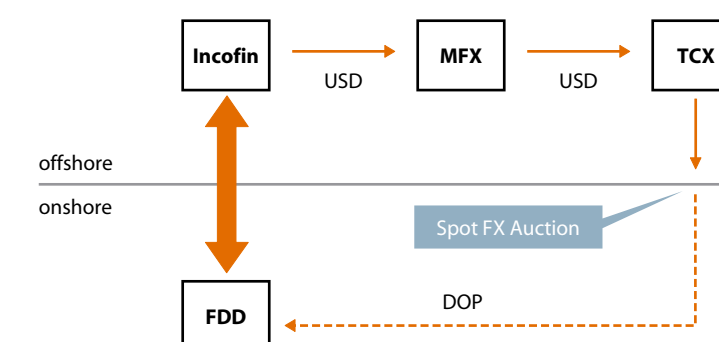 Incofin
MFX
TCX
USD
USD
offshore
onshore
Spot FX Auction
DOP
FDD